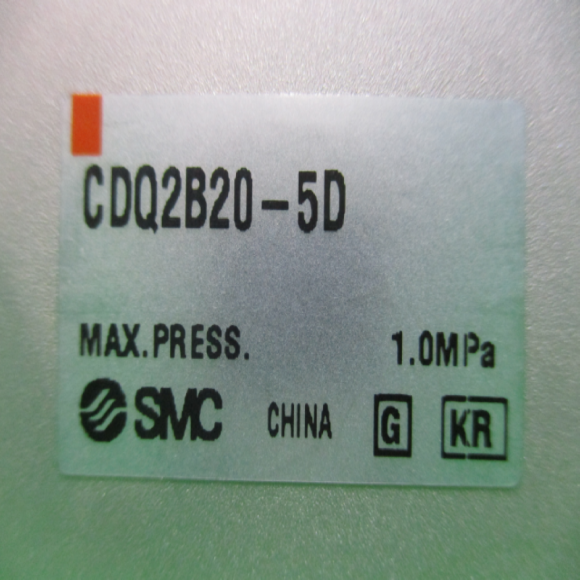 CDQ2B20-5D
MAX.PRESS. 1.0MPa
SMC CHINA G KR